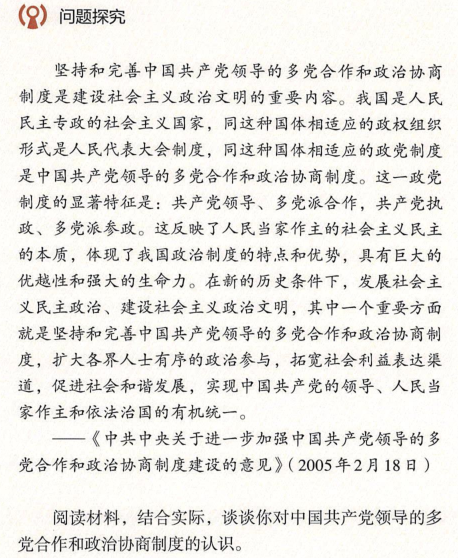 问题探究
坚持和完善中国共产党领导的多党合作和政治协商
制度是建设社会主义政治文明的重要内容。我国是人民
民主专政的社会主义国家，同这种国体相适应的政权组织
形式是人民代表大会制度，同这种国体相适应的政党制度
是中国共产党领导的多党合作和政治协商制度。这一政党
制度的显著特征是：共产党领导、多党派合作，共产党执
政、多党派参政。这反映了人民当家作主的社会主义民主
的本质，体现了我国政治制度的特点和优势，具有巨大的
优越性和强大的生命力。在新的历史条件下，发展社会主
义民主政治、建设社会主义政治文明，其中一个重要方面
就是坚持和完善中国共产党领导的多党合作和政治协商制
度，扩大各界人士有序的政治参与，拓宽社会利益表达渠
道，促进社会和谐发展，实现中国共产党的领导、人民当
家作主和依法治国的有机统一。
——《中共中央关于进一步加强中国共产党领导的多
党合作和政治协商制度建设的意见》（2005年2月18日）
阅读材料，结合实际，谈谈你对中国共产党领导的多
党合作和政治协商制度的认识。